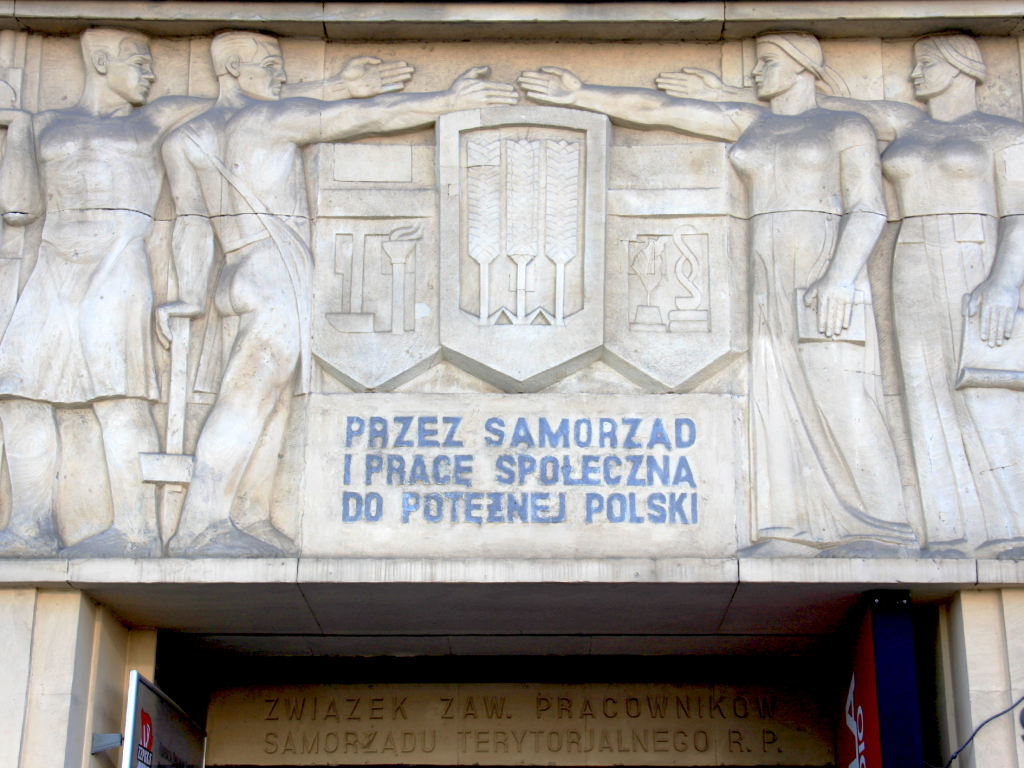 PRZEZ SAMORZĄD
I PRACĘ SPOŁECZNĄ
DO POTĘŻNEJ POLSKI
ZWIĄZEK ZAW. PRACOWNIKÓW
SAMORZĄDU TERYTORJALNEGO R. P.